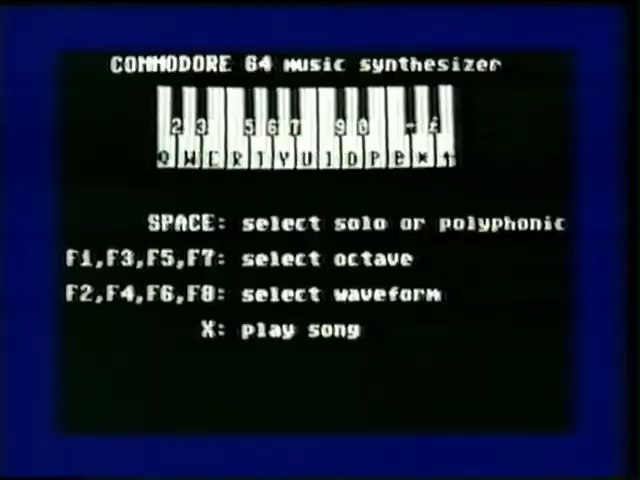 COMMODORE 64 music synthesizer
2 3 5 6 7 9 0 - £
Q W E R T Y U I O P @ * ↑
SPACE: select solo or polyphonic
F1,F3,F5,F7: select octave
F2,F4,F6,F8: select waveform
X: play song